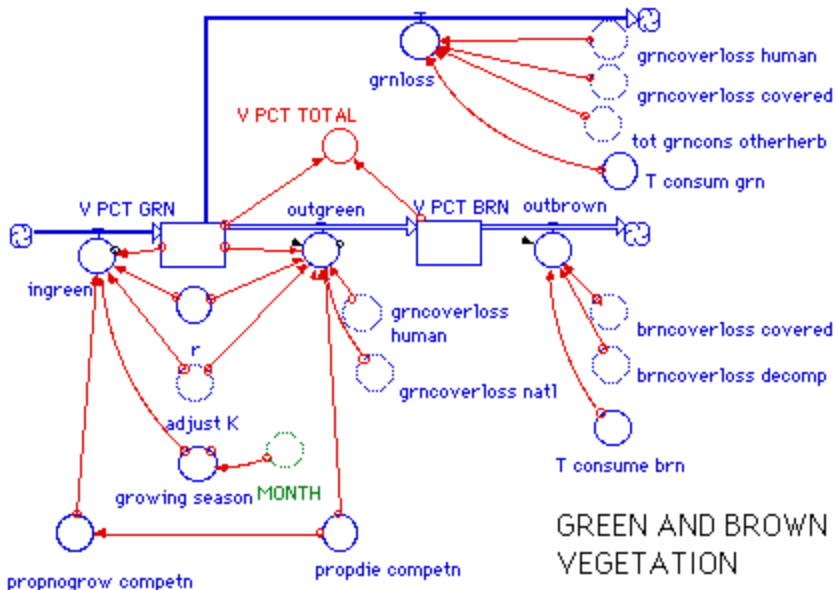 grncoverloss human
grnloss
grncoverloss covered
V PCT TOTAL
tot grncons otherherb
T consum grn
V PCT GRN
outgreen
V PCT BRN
outbrown
ingreen
grncoverloss
human
brncoverloss covered
r
grncoverloss natl
brncoverloss decomp
adjust K
T consume brn
growing season
MONTH
GREEN AND BROWN
VEGETATION
propnogrow competn
propdie competn